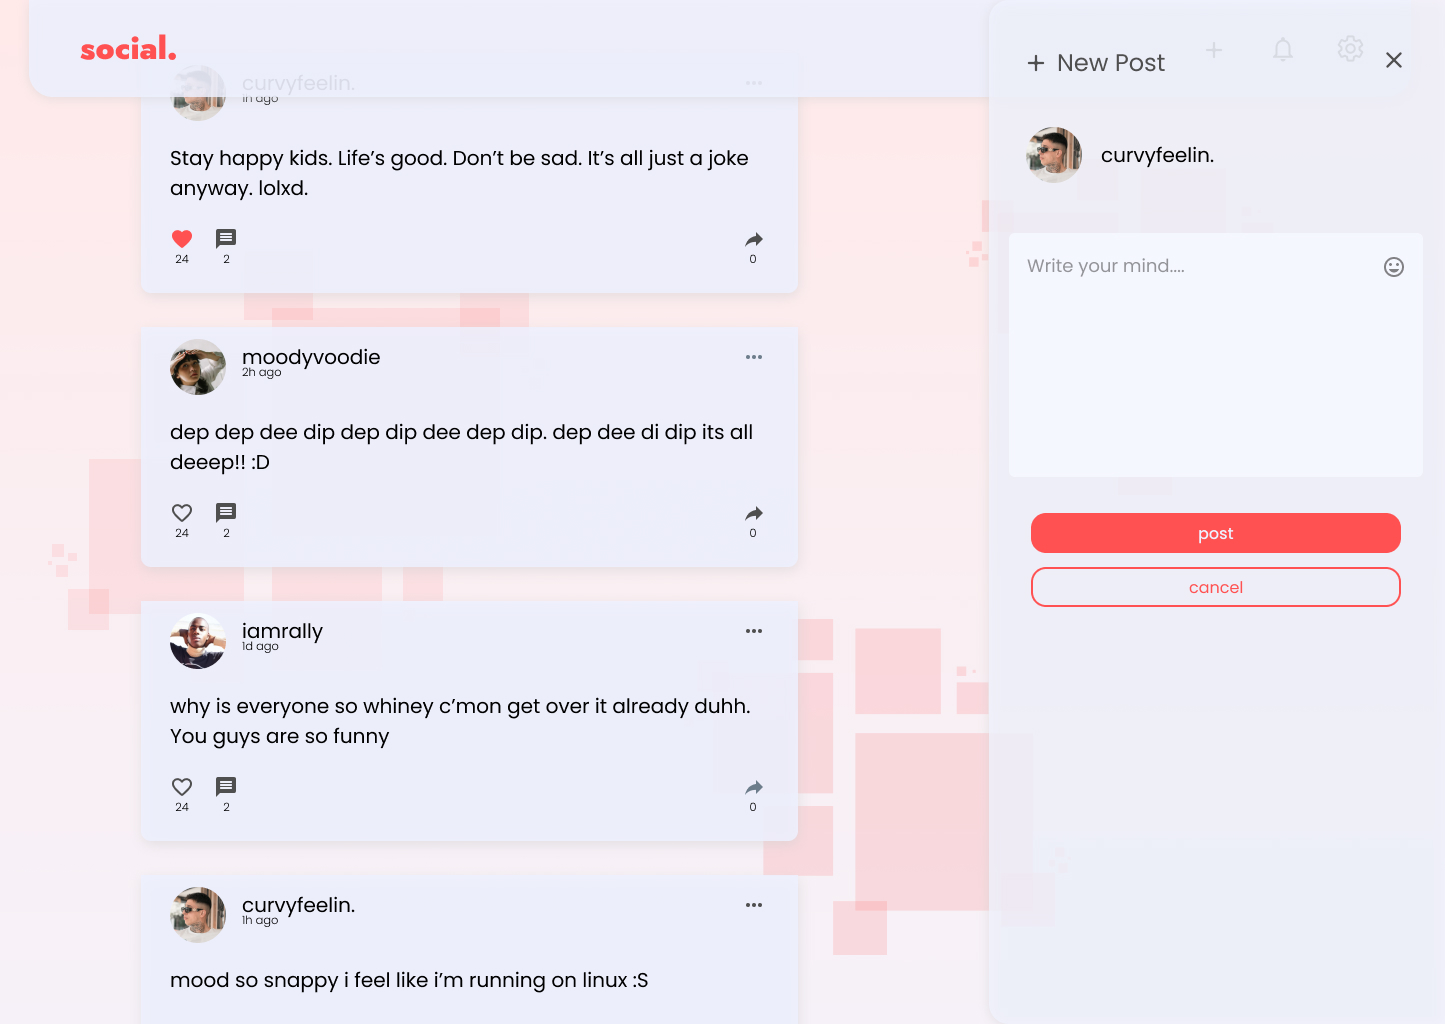 social.
curvyfeelin.
1h ago
Stay happy kids. Life’s good. Don’t be sad. It’s all just a joke
anyway. lolxd.
24
2
0
moodyvoodie
2h ago
dep dep dee dip dep dip dee dep dip. dep dee di dip its all
deeep!! :D
24
2
0
iamrally
1d ago
why is everyone so whiney c’mon get over it already duhh.
You guys are so funny
24
2
0
curvyfeelin.
1h ago
mood so snappy i feel like i’m running on linux :S
New Post
curvyfeelin.
Write your mind....
post
cancel